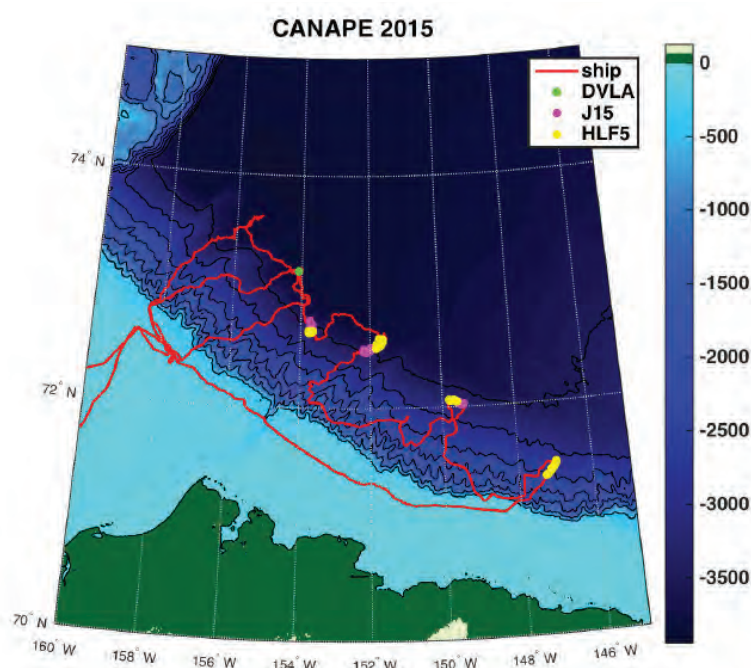 CANAPE 2015
ship
DVLA
J15
HLF5
0
-500
-1000
-1500
-2000
-2500
-3000
-3500
74° N
72° N
70° N
160° W
158° W
156° W
154° W
152° W
150° W
148° W
146° W